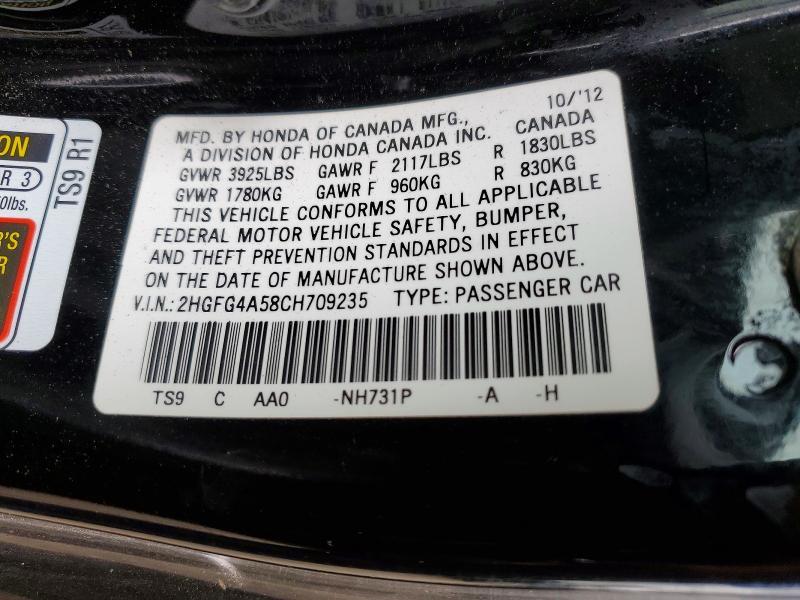 10/'12
MFD. BY HONDA OF CANADA MFG., CANADA
A DIVISION OF HONDA CANADA INC.
GVWR 3925LBS GAWR F 2117LBS R 1830LBS
GVWR 1780KG GAWR F 960KG R 830KG
THIS VEHICLE CONFORMS TO ALL APPLICABLE
FEDERAL MOTOR VEHICLE SAFETY, BUMPER,
AND THEFT PREVENTION STANDARDS IN EFFECT
ON THE DATE OF MANUFACTURE SHOWN ABOVE.
V.I.N.: 2HGFG4A58CH709235 TYPE: PASSENGER CAR
TS9 C AA0 -NH731P -A -H
ON
R 3
0lbs.
'S
R
TS9 R1